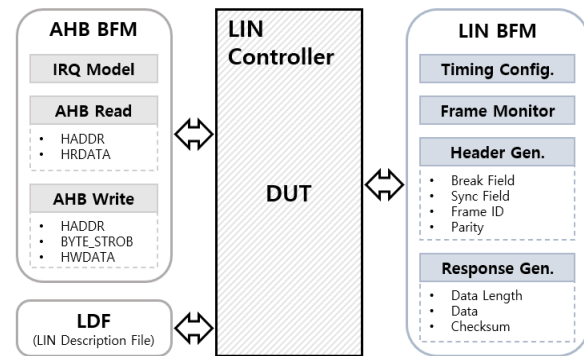 AHB BFM
IRQ Model
AHB Read
• HADDR
• HRDATA
AHB Write
• HADDR
• BYTE_STROB
• HWDATA
LDF
(LIN Description File)
LIN
Controller
DUT
LIN BFM
Timing Config.
Frame Monitor
Header Gen.
• Break Field
• Sync Field
• Frame ID
• Parity
Response Gen.
• Data Length
• Data
• Checksum